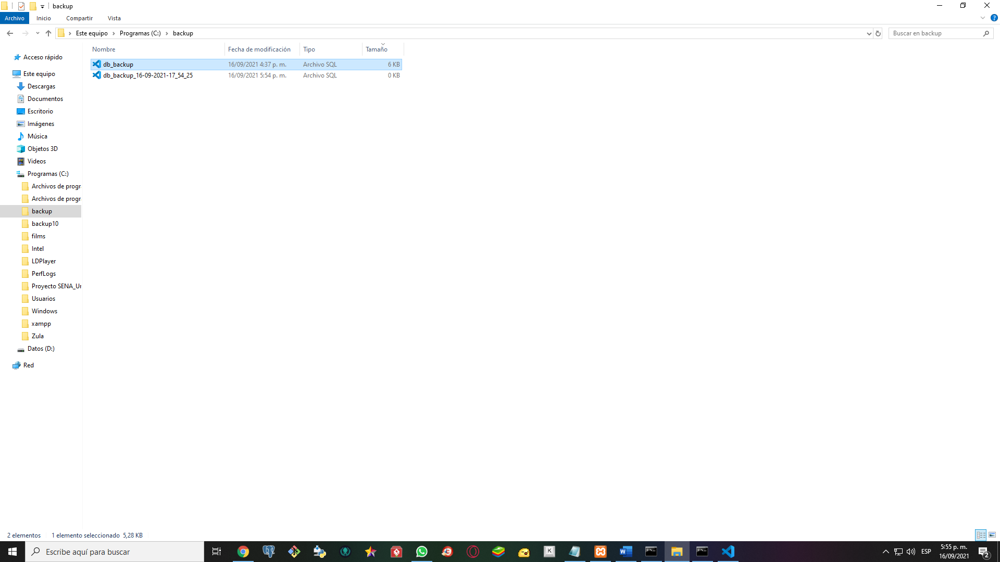 backup
Archivo Inicio Compartir Vista
Este equipo Programas (C:) backup Buscar en backup
Nombre Fecha de modificación Tipo Tamaño
db_backup 16/09/2021 4:37 p. m. Archivo SQL 6 KB
db_backup_16-09-2021-17_54_25 16/09/2021 5:54 p. m. Archivo SQL 0 KB
Acceso rápido
Este equipo
Descargas
Documentos
Escritorio
Imágenes
Música
Objetos 3D
Videos
Programas (C:)
Archivos de progr
Archivos de progr
backup
backup10
films
Intel
LDPlayer
PerfLogs
Proyecto SENA_Ur
Usuarios
Windows
xampp
Zula
Datos (D:)
Red
2 elementos 1 elemento seleccionado 5,28 KB
Escribe aquí para buscar
ESP
5:55 p. m.
16/09/2021
2